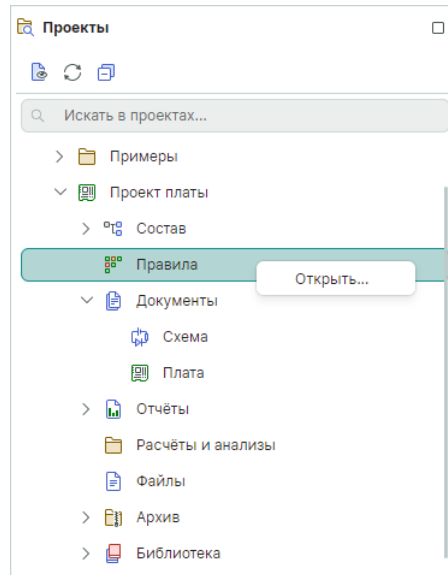 Проекты
Искать в проектах...
Примеры
Проект платы
Состав
Правила
Открыть...
Документы
Схема
Плата
Отчёты
Расчёты и анализы
Файлы
Архив
Библиотека